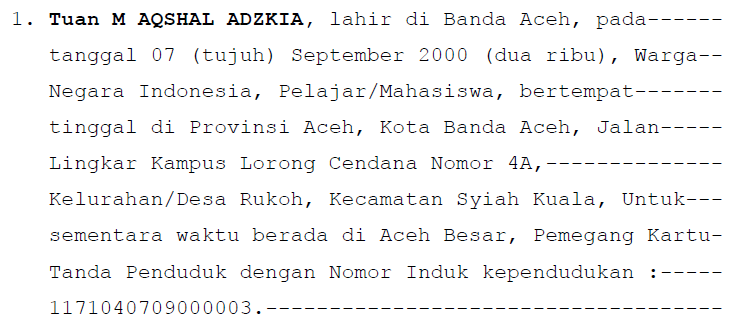 1. Tuan M AQSHAL ADZKIA, lahir di Banda Aceh, pada------
tanggal 07 (tujuh) September 2000 (dua ribu), Warga--
Negara Indonesia, Pelajar/Mahasiswa, bertempat-------
tinggal di Provinsi Aceh, Kota Banda Aceh, Jalan-----
Lingkar Kampus Lorong Cendana Nomor 4A,--------------
Kelurahan/Desa Rukoh, Kecamatan Syiah Kuala, Untuk---
sementara waktu berada di Aceh Besar, Pemegang Kartu-
Tanda Penduduk dengan Nomor Induk kependudukan :-----
1171040709000003.------------------------------------